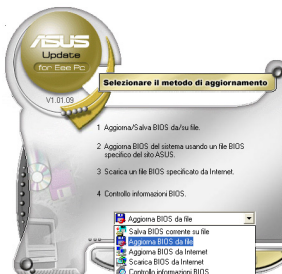 ASUS
Update
for Eee Pc
V1.01.09
Selezionare il metodo di aggiornamento
1 Aggiorna/Salva BIOS da/su file.
2 Aggiorna BIOS del sistema usando un file BIOS
specifico del sito ASUS.
3 Scarica un file BIOS specificato da Internet.
4 Controllo informazioni BIOS.
Aggiorna BIOS da file
Salva BIOS corrente su file
Aggiorna BIOS da file
Aggiorna BIOS da Internet
Scarica BIOS da Internet
Controllo informazioni BIOS